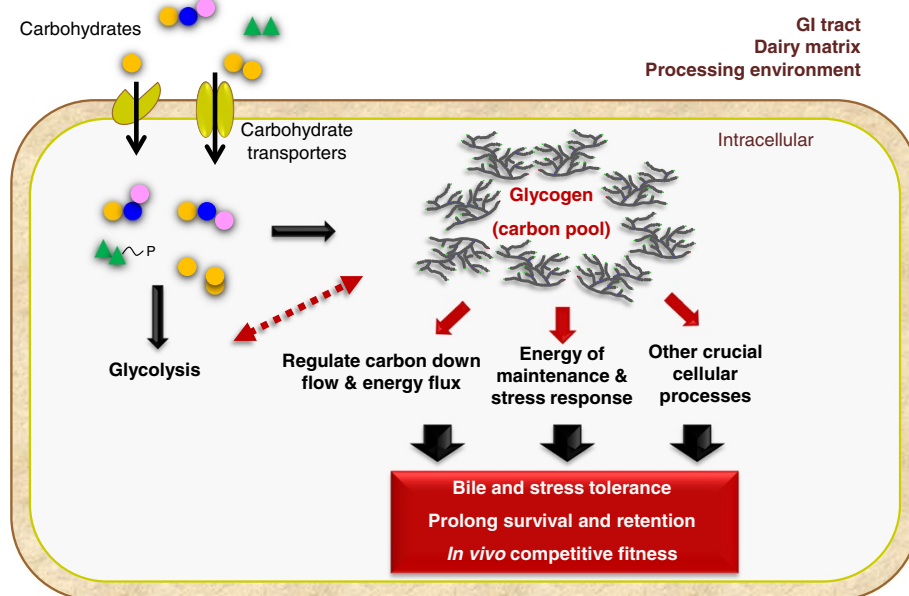 Carbohydrates
GI tract
Dairy matrix
Processing environment
Carbohydrate
transporters
Intracellular
Glycogen
(carbon pool)
P
Glycolysis
Regulate carbon down
flow & energy flux
Energy of
maintenance &
stress response
Other crucial
cellular
processes
Bile and stress tolerance
Prolong survival and retention
In vivo competitive fitness